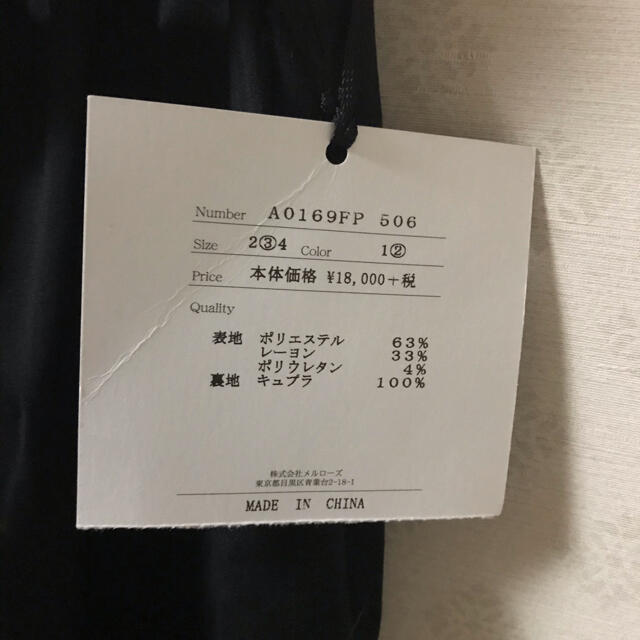 Number A0169FP 506
Size 2③4 Color 1②
Price 本体価格 ¥18,000+税
Quality
表地 ポリエステル 63%
レーヨン 33%
ポリウレタン 4%
裏地 キュプラ 100%
株式会社メルローズ
東京都目黒区青葉台2-18-1
MADE IN CHINA